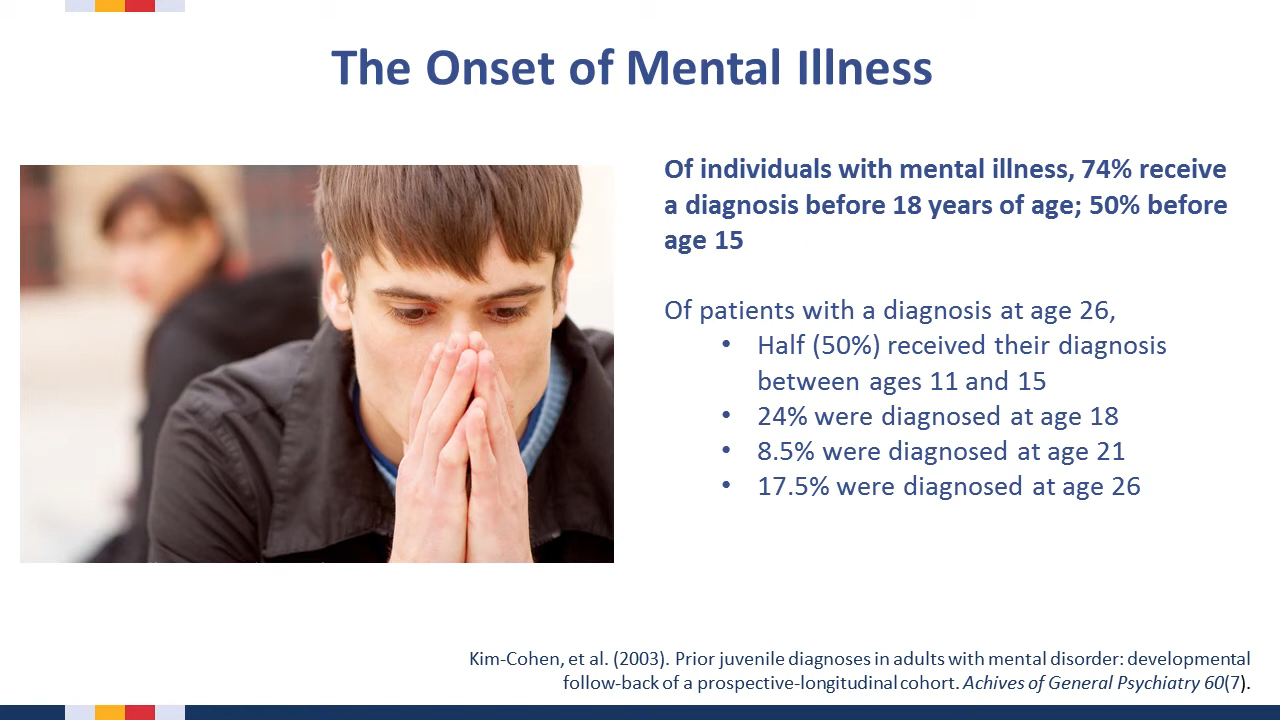 The Onset of Mental Illness
Of individuals with mental illness, 74% receive
a diagnosis before 18 years of age; 50% before
age 15
Of patients with a diagnosis at age 26,
• Half (50%) received their diagnosis
between ages 11 and 15
• 24% were diagnosed at age 18
• 8.5% were diagnosed at age 21
• 17.5% were diagnosed at age 26
Kim-Cohen, et al. (2003). Prior juvenile diagnoses in adults with mental disorder: developmental
follow-back of a prospective-longitudinal cohort. Achives of General Psychiatry 60(7).